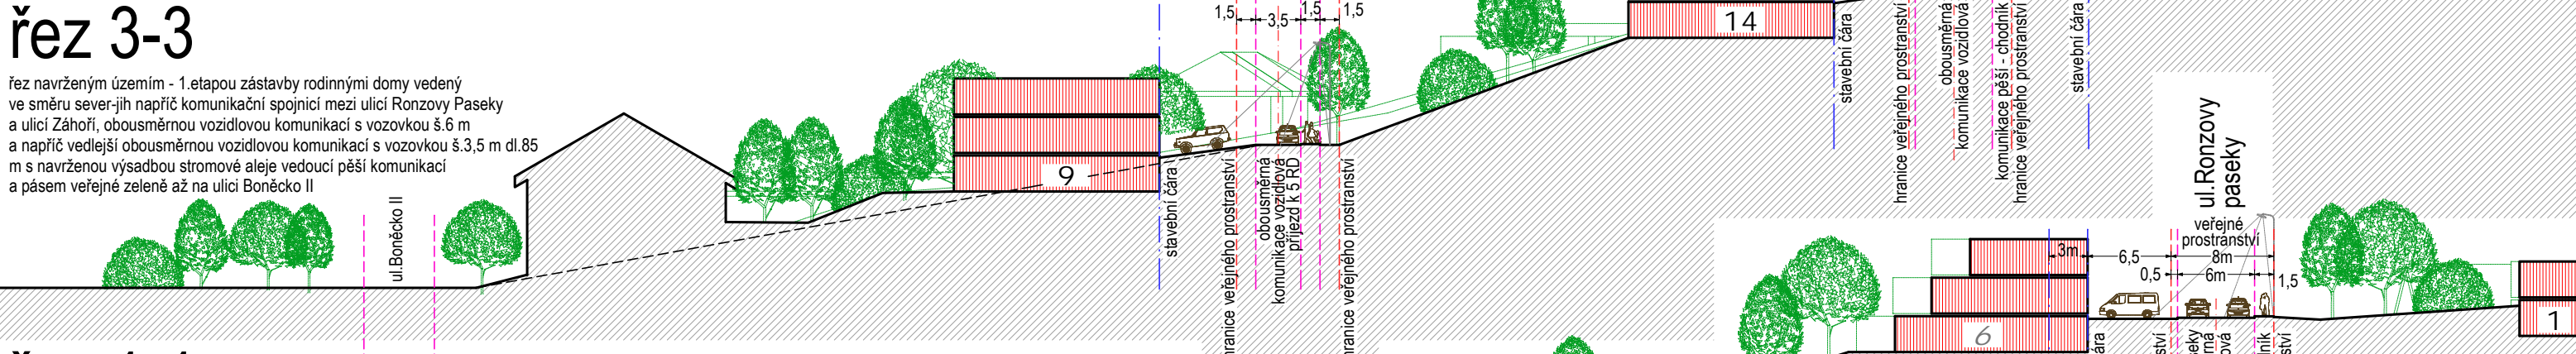 řez 3-3
řez navrženým územím - 1.etapou zástavby rodinnými domy vedený
ve směru sever-jih napříč komunikační spojnicí mezi ulicí Ronzovy Paseky
a ulicí Záhoří, obousměrnou vozidlovou komunikací s vozovkou š.6 m
a napříč vedlejší obousměrnou vozidlovou komunikací s vozovkou š.3,5 m dl.85
m s navrženou výsadbou stromové aleje vedoucí pěší komunikací
a pásem veřejné zeleně až na ulici Boněcko II
ul.Boněcko II
9
stavební čára
1,5
3,5
1,5
1,5
hranice veřejného prostranství
obousměrná
komunikace vozidlová
příjezd k 5 RD
hranice veřejného prostranství
14
stavební čára
hranice veřejného prostranství
obousměrná
komunikace vozidlová
komunikace pěší - chodník
hranice veřejného prostranství
stavební čára
ul.Ronzovy
paseky
veřejné
prostranství
3m
6,5
8m
0,5
6m
1,5
6
1